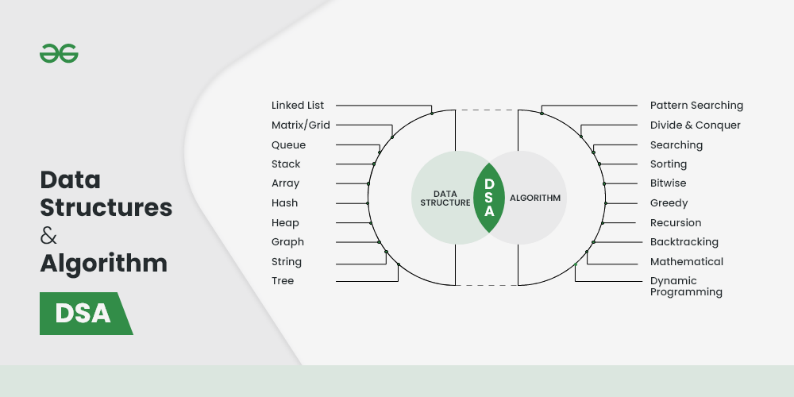 Data
Structures
&
Algorithm
DSA
Linked List
Matrix/Grid
Queue
Stack
Array
Hash
Heap
Graph
String
Tree
DATA
STRUCTURE
D
S
A
ALGORITHM
Pattern Searching
Divide & Conquer
Searching
Sorting
Bitwise
Greedy
Recursion
Backtracking
Mathematical
Dynamic
Programming